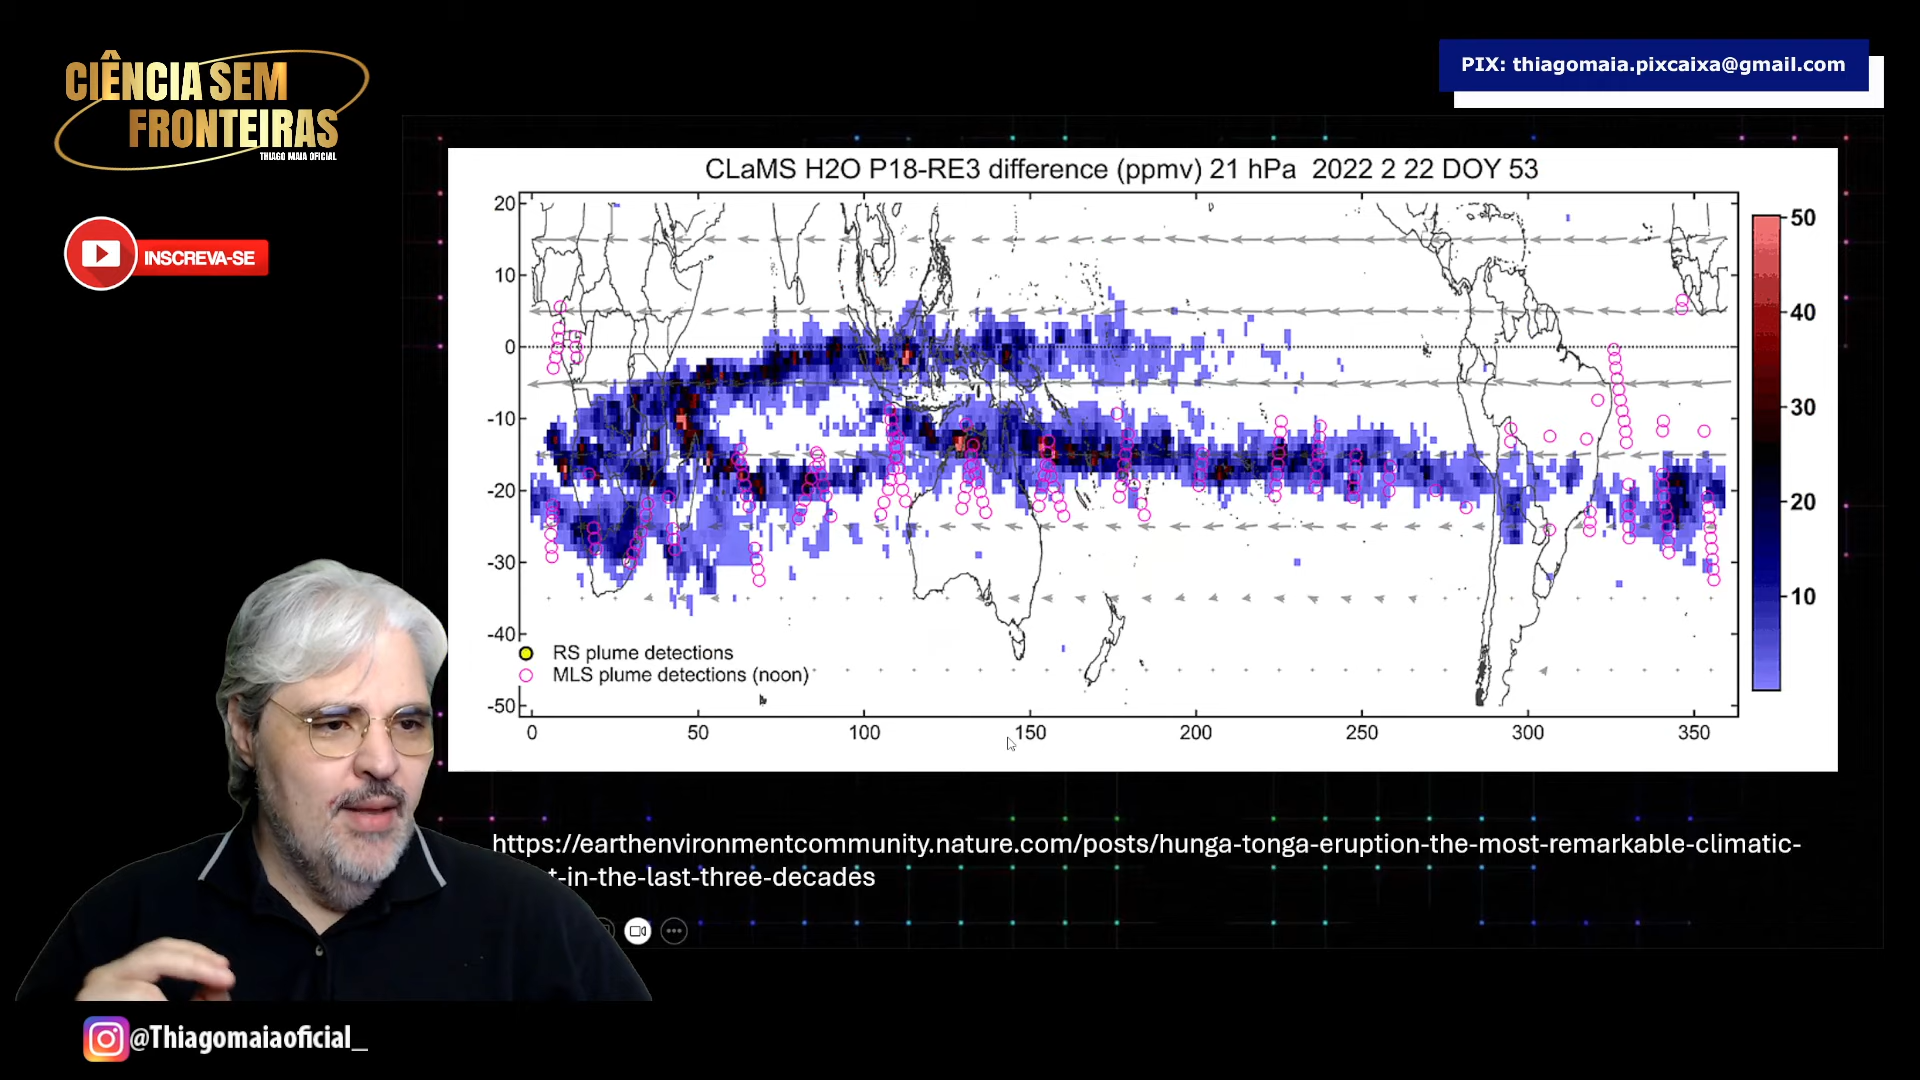 CIÊNCIA SEM
FRONTEIRAS
THIAGO MAIA OFICIAL
PIX: thiagomaia.pixcaixa@gmail.com
INSCREVA-SE
CLaMS H2O P18-RE3 difference (ppmv) 21 hPa 2022 2 22 DOY 53
20
10
0
-10
-20
-30
-40
-50
50
40
30
20
10
RS plume detections
MLS plume detections (noon)
0 50 100 150 200 250 300 350
https://earthenvironmentcommunity.nature.com/posts/hunga-tonga-eruption-the-most-remarkable-climatic-
t-in-the-last-three-decades
@Thiagomaiaoficial_